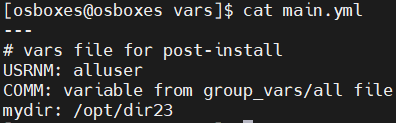 [osboxes@osboxes vars]$ cat main.yml
---
# vars file for post-install
USRNM: alluser
COMM: variable from group_vars/all file
mydir: /opt/dir23